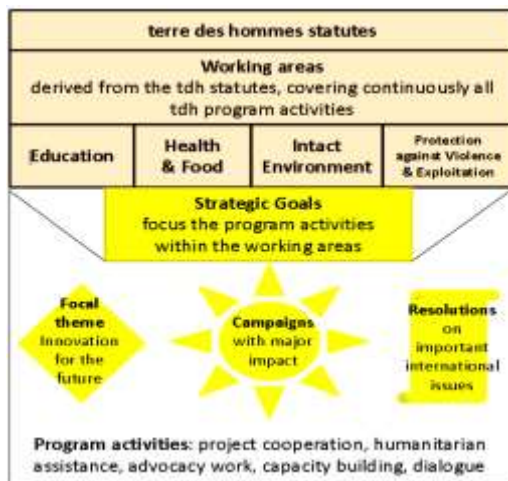 terre des hommes statutes
Working areas
derived from the tdh statutes, covering continuously all
tdh program activities
Education
Health
& Food
Intact
Environment
Protection
against Violence
& Exploitation
Strategic Goals
focus the program activities
within the working areas
Focal
theme
Innovation
for the
future
Campaigns
with major
impact
Resolutions
on
important
international
issues
Program activities: project cooperation, humanitarian
assistance, advocacy work, capacity building, dialogue